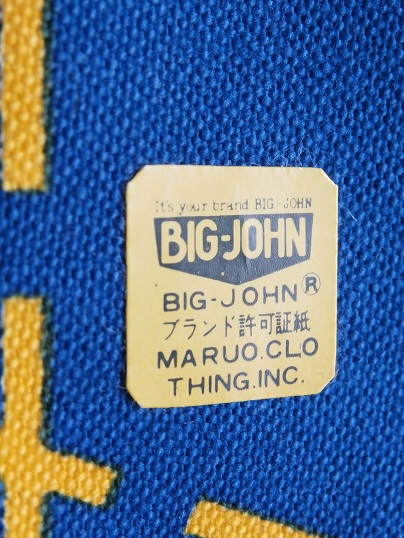 It's your brand BIG-JOHN
BIG-JOHN
BIG-JOHN®
ブランド許可証紙
MARUO.CLO
THING.INC.